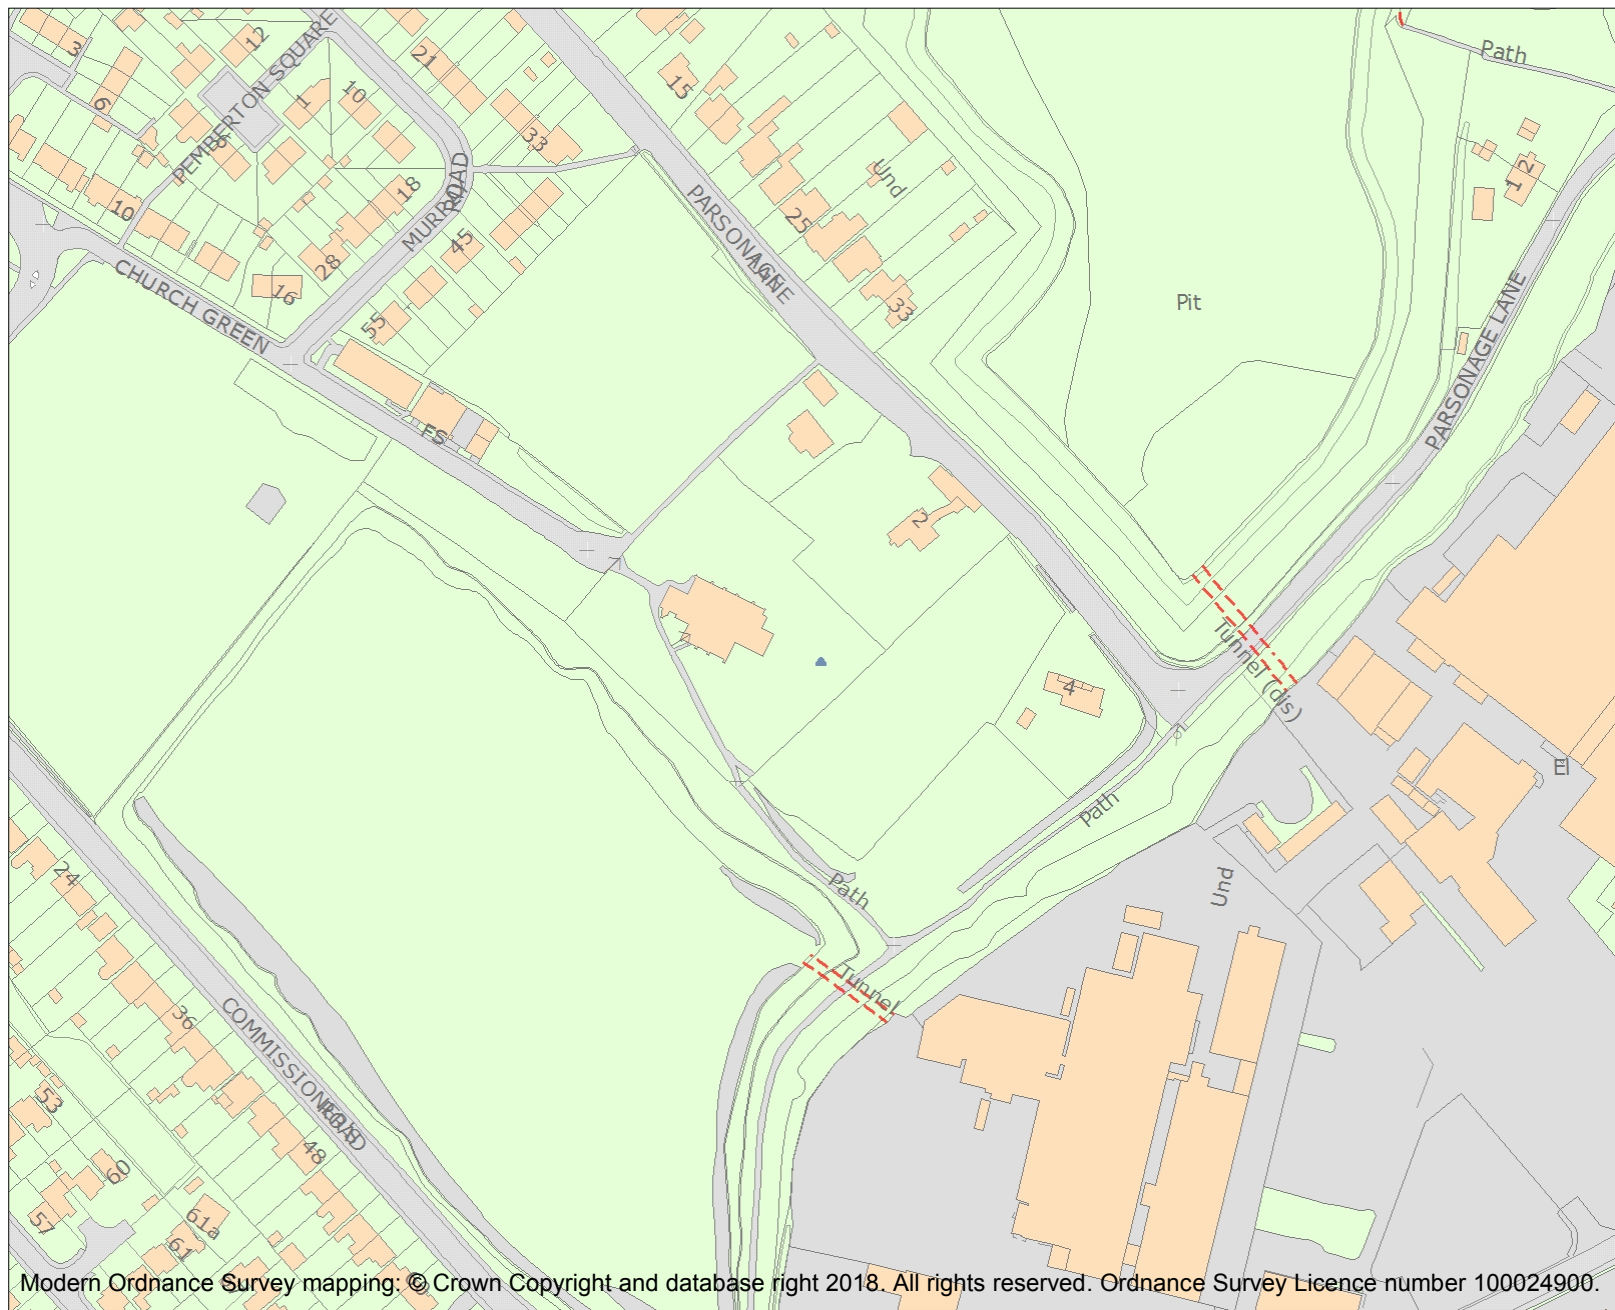 3
12
PEMBERTON SQUARE
21
6
1
10
33
15
Path
Und
10
18
MURR
ROAD
2
1
25
PARSONAGE
LANE
45
28
16
CHURCH GREEN
55
33
Pit
PARSONAGE LANE
FS
2
Tunnel (dis)
4
El
Path
24
Path
Und
Tunnel
36
COMMISSIONERS
ROAD
53
48
60
57
61a
61
Modern Ordnance Survey mapping: © Crown Copyright and database right 2018. All rights reserved. Ordnance Survey Licence number 100024900.